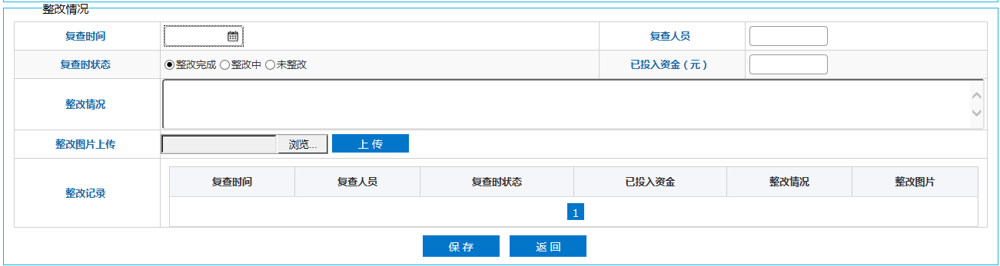 整改情况
复查时间 复查人员
复查时状态 整改完成 整改中 未整改 已投入资金（元）
整改情况
整改图片上传 浏览... 上 传
复查时间 复查人员 复查时状态 已投入资金 整改情况 整改图片
整改记录
1
保 存 返 回